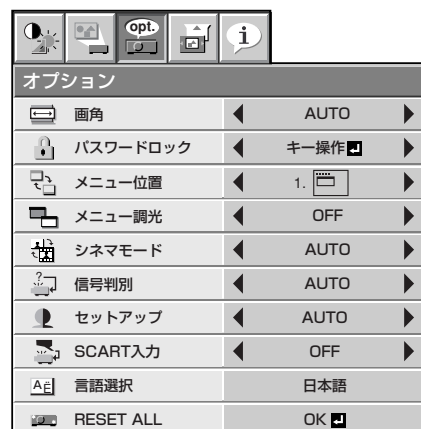 opt.
i
オプション
画角 AUTO
パスワードロック キー操作
メニュー位置 1.
メニュー調光 OFF
シネマモード AUTO
信号判別 AUTO
セットアップ AUTO
SCART入力 OFF
AË 言語選択 日本語
RESET ALL OK